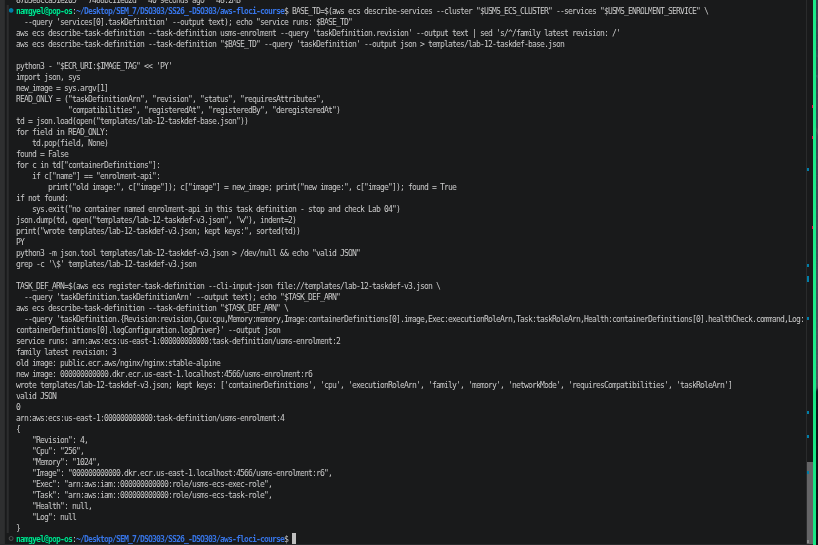 namgyel@pop-os:~/Desktop/SEM_7/DSO303/SS26_-DSO303/aws-floci-course$ BASE_TD=$(aws ecs describe-services --cluster "$USMS_ECS_CLUSTER" --services "$USMS_ENROLMENT_SERVICE" \
  --query 'services[0].taskDefinition' --output text); echo "service runs: $BASE_TD"
aws ecs describe-task-definition --task-definition usms-enrolment --query 'taskDefinition.revision' --output text | sed 's/^/family latest revision: /'
aws ecs describe-task-definition --task-definition "$BASE_TD" --query 'taskDefinition' --output json > templates/lab-12-taskdef-base.json

python3 - "$ECR_URI:$IMAGE_TAG" << 'PY'
import json, sys
new_image = sys.argv[1]
READ_ONLY = ("taskDefinitionArn", "revision", "status", "requiresAttributes",
             "compatibilities", "registeredAt", "registeredBy", "deregisteredAt")
td = json.load(open("templates/lab-12-taskdef-base.json"))
for field in READ_ONLY:
    td.pop(field, None)
found = False
for c in td["containerDefinitions"]:
    if c["name"] == "enrolment-api":
        print("old image:", c["image"]); c["image"] = new_image; print("new image:", c["image"]); found = True
if not found:
    sys.exit("no container named enrolment-api in this task definition - stop and check Lab 04")
json.dump(td, open("templates/lab-12-taskdef-v3.json", "w"), indent=2)
print("wrote templates/lab-12-taskdef-v3.json; kept keys:", sorted(td))
PY
python3 -m json.tool templates/lab-12-taskdef-v3.json > /dev/null && echo "valid JSON"
grep -c '\$' templates/lab-12-taskdef-v3.json

TASK_DEF_ARN=$(aws ecs register-task-definition --cli-input-json file://templates/lab-12-taskdef-v3.json \
  --query 'taskDefinition.taskDefinitionArn' --output text); echo "$TASK_DEF_ARN"
aws ecs describe-task-definition --task-definition "$TASK_DEF_ARN" \
  --query 'taskDefinition.{Revision:revision,Cpu:cpu,Memory:memory,Image:containerDefinitions[0].image,Exec:executionRoleArn,Task:taskRoleArn,Health:containerDefinitions[0].healthCheck.command,Log:
containerDefinitions[0].logConfiguration.logDriver}' --output json
service runs: arn:aws:ecs:us-east-1:000000000000:task-definition/usms-enrolment:2
family latest revision: 3
old image: public.ecr.aws/nginx/nginx:stable-alpine
new image: 000000000000.dkr.ecr.us-east-1.localhost:4566/usms-enrolment:r6
wrote templates/lab-12-taskdef-v3.json; kept keys: ['containerDefinitions', 'cpu', 'executionRoleArn', 'family', 'memory', 'networkMode', 'requiresCompatibilities', 'taskRoleArn']
valid JSON
0
arn:aws:ecs:us-east-1:000000000000:task-definition/usms-enrolment:4
{
    "Revision": 4,
    "Cpu": "256",
    "Memory": "1024",
    "Image": "000000000000.dkr.ecr.us-east-1.localhost:4566/usms-enrolment:r6",
    "Exec": "arn:aws:iam::000000000000:role/usms-ecs-exec-role",
    "Task": "arn:aws:iam::000000000000:role/usms-ecs-task-role",
    "Health": null,
    "Log": null
}
namgyel@pop-os:~/Desktop/SEM_7/DSO303/SS26_-DSO303/aws-floci-course$